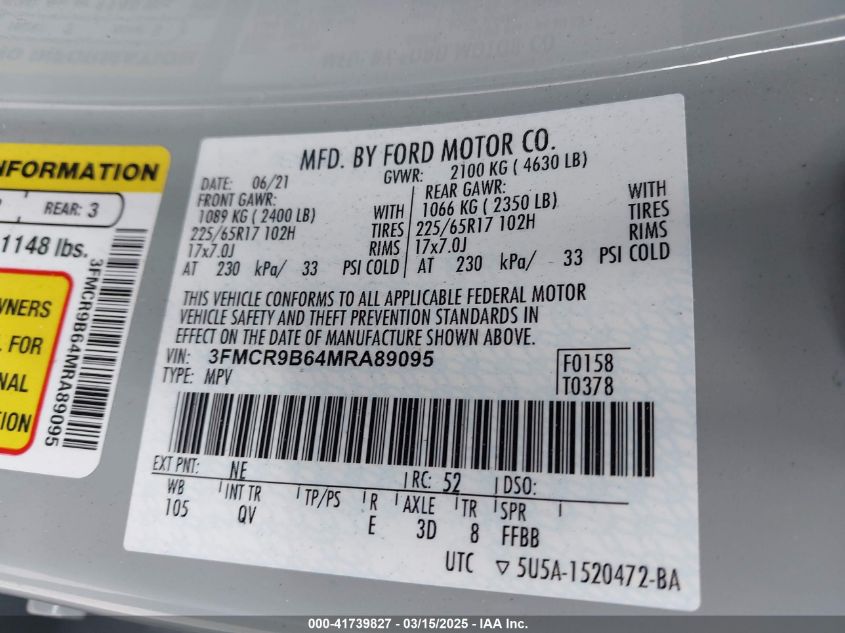 NFORMATION
REAR: 3
1148 lbs.
WNERS
L FOR
NAL
TION
3FMCR9B64MRA89095
MFD. BY FORD MOTOR CO.
DATE: 06/21 GVWR: 2100 KG ( 4630 LB)
FRONT GAWR: REAR GAWR:
1089 KG ( 2400 LB) WITH 1066 KG ( 2350 LB) WITH
225/65R17 102H TIRES 225/65R17 102H TIRES
17x7.0J RIMS 17x7.0J RIMS
AT 230 kPa/ 33 PSI COLD AT 230 kPa/ 33 PSI COLD
THIS VEHICLE CONFORMS TO ALL APPLICABLE FEDERAL MOTOR
VEHICLE SAFETY AND THEFT PREVENTION STANDARDS IN
EFFECT ON THE DATE OF MANUFACTURE SHOWN ABOVE.
VIN: 3FMCR9B64MRA89095 F0158
TYPE: MPV T0378
EXT PNT: NE RC: 52 DSO:
WB INT TR TP/PS R AXLE TR SPR
105 QV E 3D 8 FFBB
UTC ▽ 5U5A-1520472-BA
000-41739827 - 03/15/2025 - IAA Inc.